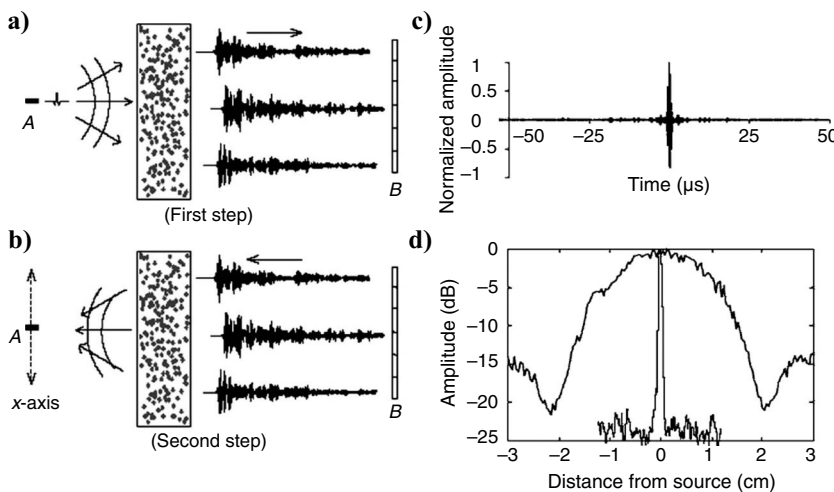 a)
A
B
(First step)
b)
A
x-axis
B
(Second step)
c)
Normalized amplitude
1
0.5
0
−0.5
−1
−50
−25
25
50
Time (µs)
d)
Amplitude (dB)
0
−5
−10
−15
−20
−25
−3
−2
−1
0
1
2
3
Distance from source (cm)